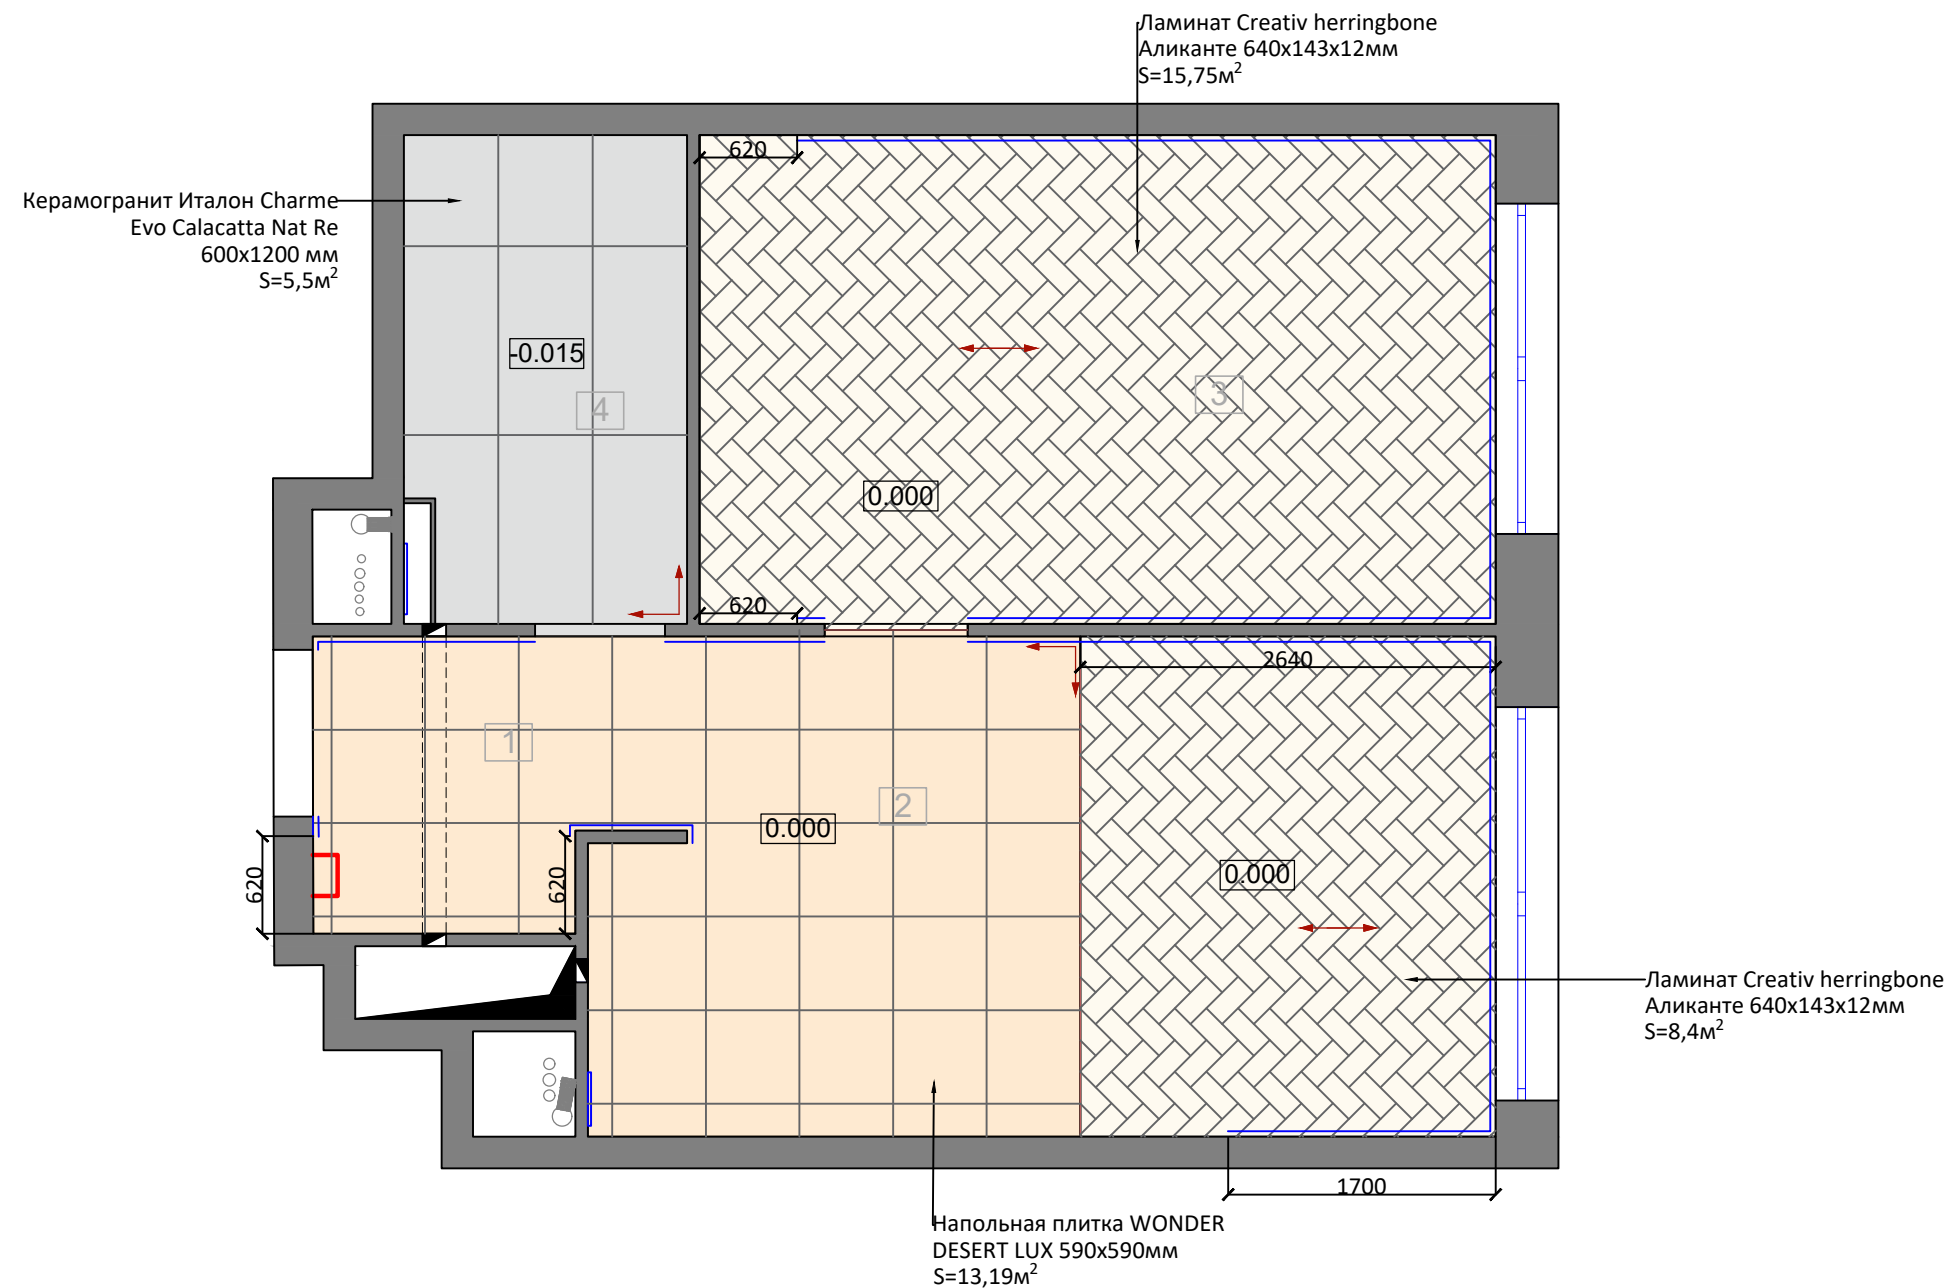 Ламинат Creativ herringbone
Аликанте 640х143х12мм
S=15,75м²
620
Керамогранит Италон Charme
Evo Calacatta Nat Re
600х1200 мм
S=5,5м²
-0.015
4
3
0.000
620
2640
1
2
0.000
620
620
0.000
Ламинат Creativ herringbone
Аликанте 640х143х12мм
S=8,4м²
1700
Напольная плитка WONDER
DESERT LUX 590х590мм
S=13,19м²